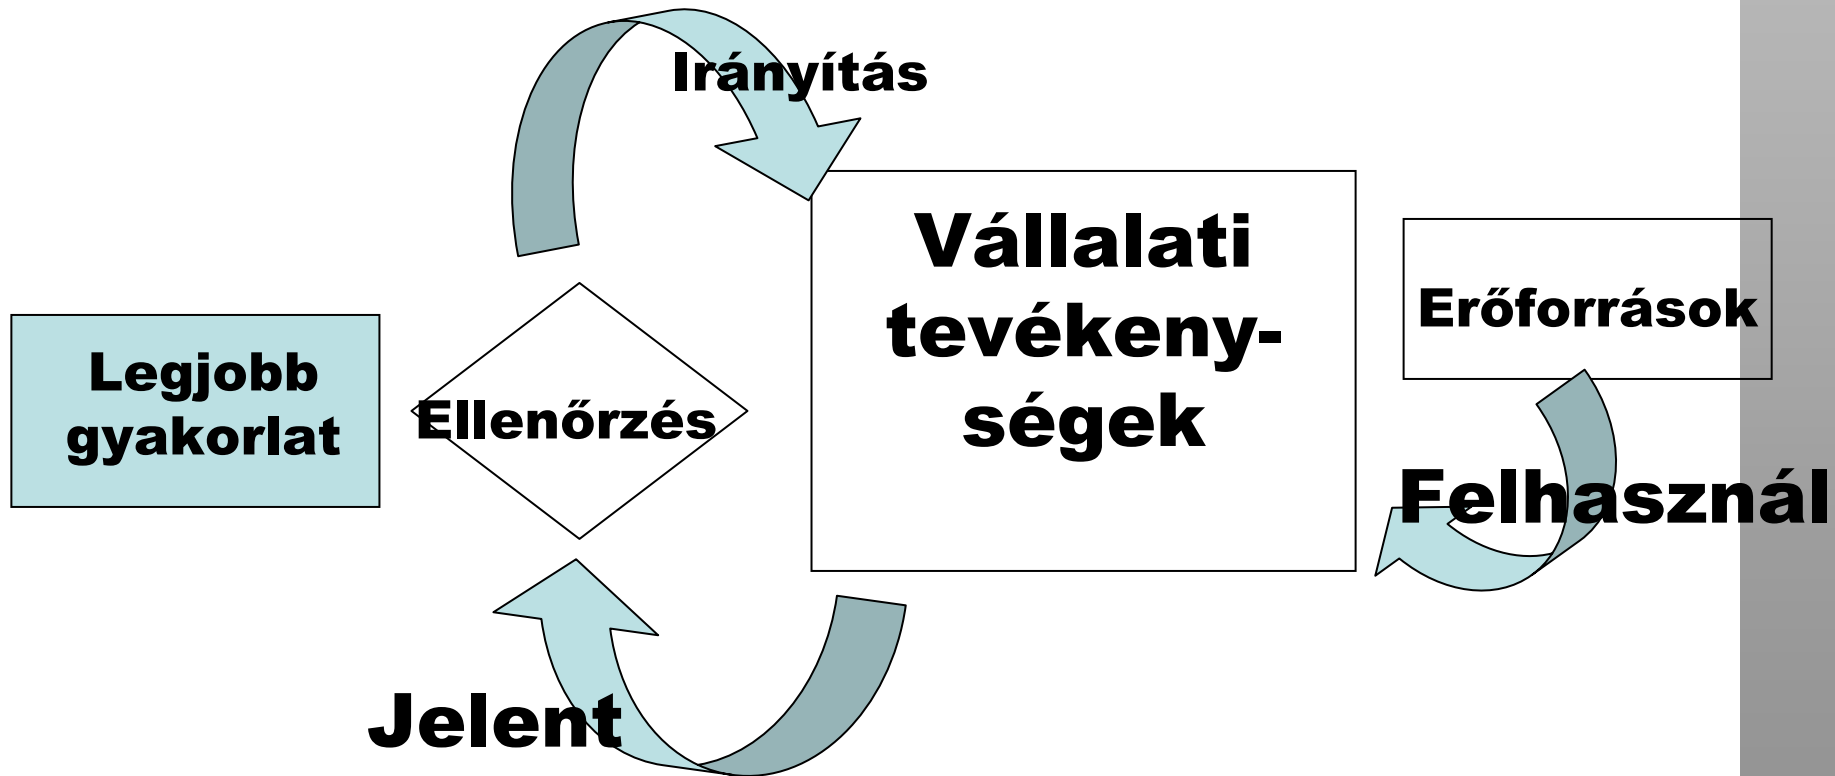 Irányítás
Vállalati
tevékeny-
ségek
Erőforrások
Legjobb
gyakorlat
Ellenőrzés
Felhasznál
Jelent